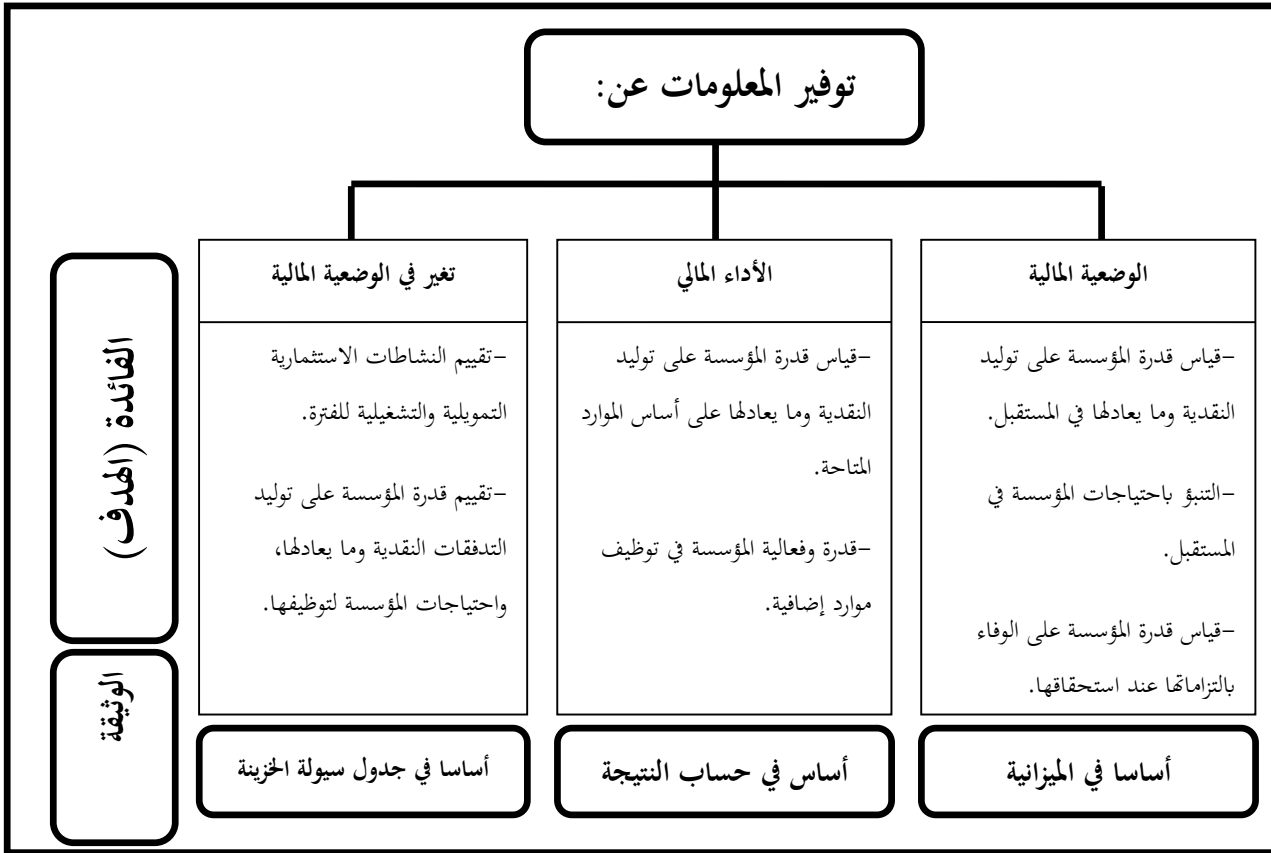 توفير المعلومات عن:
الوضعية المالية
-قياس قدرة المؤسسة على توليد
النقدية وما يعادلها في المستقبل.
-التنبؤ باحتياجات المؤسسة في
المستقبل.
-قياس قدرة المؤسسة على الوفاء
بالتزاماتها عند استحقاقها.
أساسا في الميزانية
الأداء المالي
-قياس قدرة المؤسسة على توليد
النقدية وما يعادلها على أساس الموارد
المتاحة.
-قدرة وفعالية المؤسسة في توظيف
موارد إضافية.
أساس في حساب النتيجة
تغير في الوضعية المالية
-تقييم النشاطات الاستثمارية
التمويلية والتشغيلية للفترة.
-تقييم قدرة المؤسسة على توليد
التدفقات النقدية وما يعادلها،
واحتياجات المؤسسة لتوظيفها.
أساسا في جدول سيولة الخزينة
الفائدة (الهدف)
الوثيقة